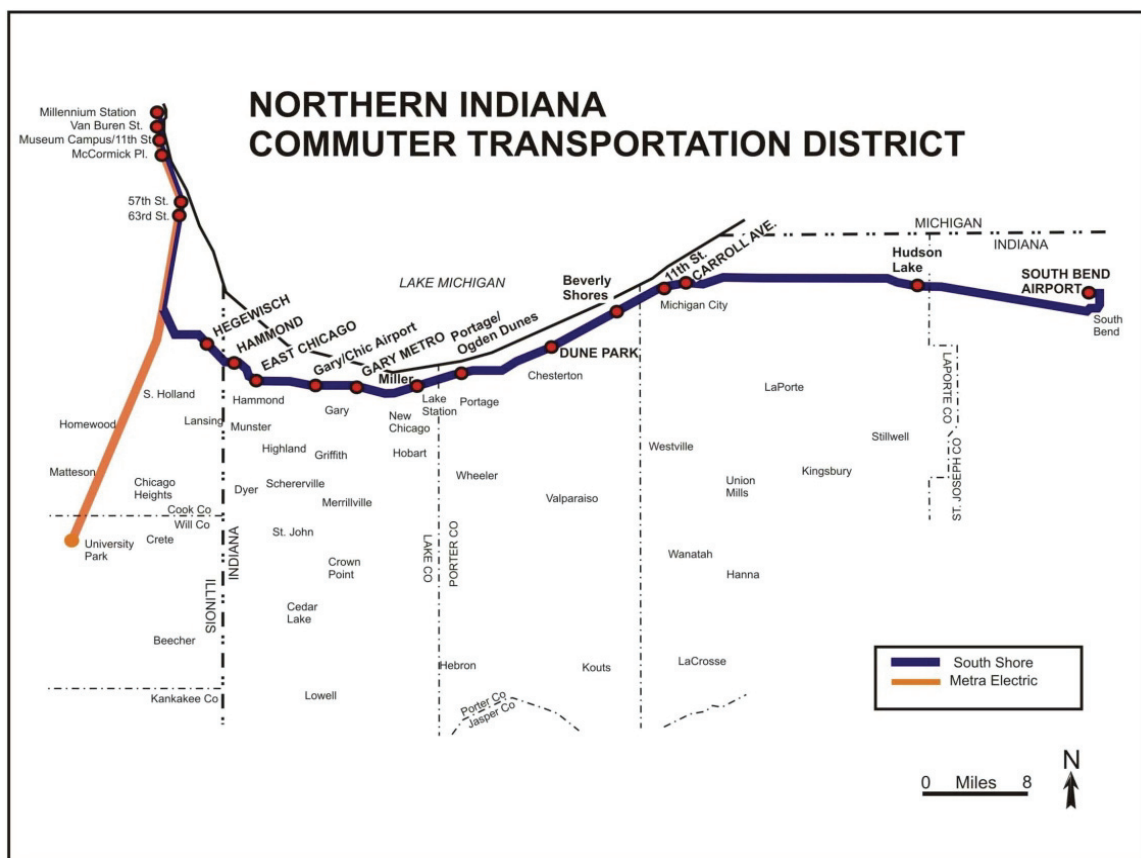 NORTHERN INDIANA
COMMUTER TRANSPORTATION DISTRICT
Millennium Station
Van Buren St.
Museum Campus/11th St
McCormick Pl.
57th St.
63rd St.
MICHIGAN
INDIANA
LAKE MICHIGAN
HEGEWISCH
HAMMOND
EAST CHICAGO
Gary/Chic Airport
GARY METRO
Miller
Portage/
Ogden Dunes
DUNE PARK
Beverly
Shores
11th St.
CARROLL AVE.
Michigan City
Hudson
Lake
SOUTH BEND
AIRPORT
South
Bend
S. Holland
Hammond
Gary
Lake
Station
Portage
Chesterton
LaPorte
Homewood
Lansing
Munster
New
Chicago
Highland
Griffith
Hobart
Westville
Stillwell
LAPORTE CO
ST. JOSEPH CO
Matteson
Chicago
Heights
Dyer
Schererville
Merrillville
Wheeler
Valparaiso
Union
Mills
Kingsbury
Cook Co
Will Co
University
Park
Crete
St. John
Crown
Point
LAKE CO
PORTER CO
Wanatah
Hanna
ILLINOIS
INDIANA
Cedar
Lake
Beecher
Hebron
Kouts
LaCrosse
Kankakee Co
Lowell
Porter Co
Jasper Co
South Shore
Metra Electric
0 Miles 8
N